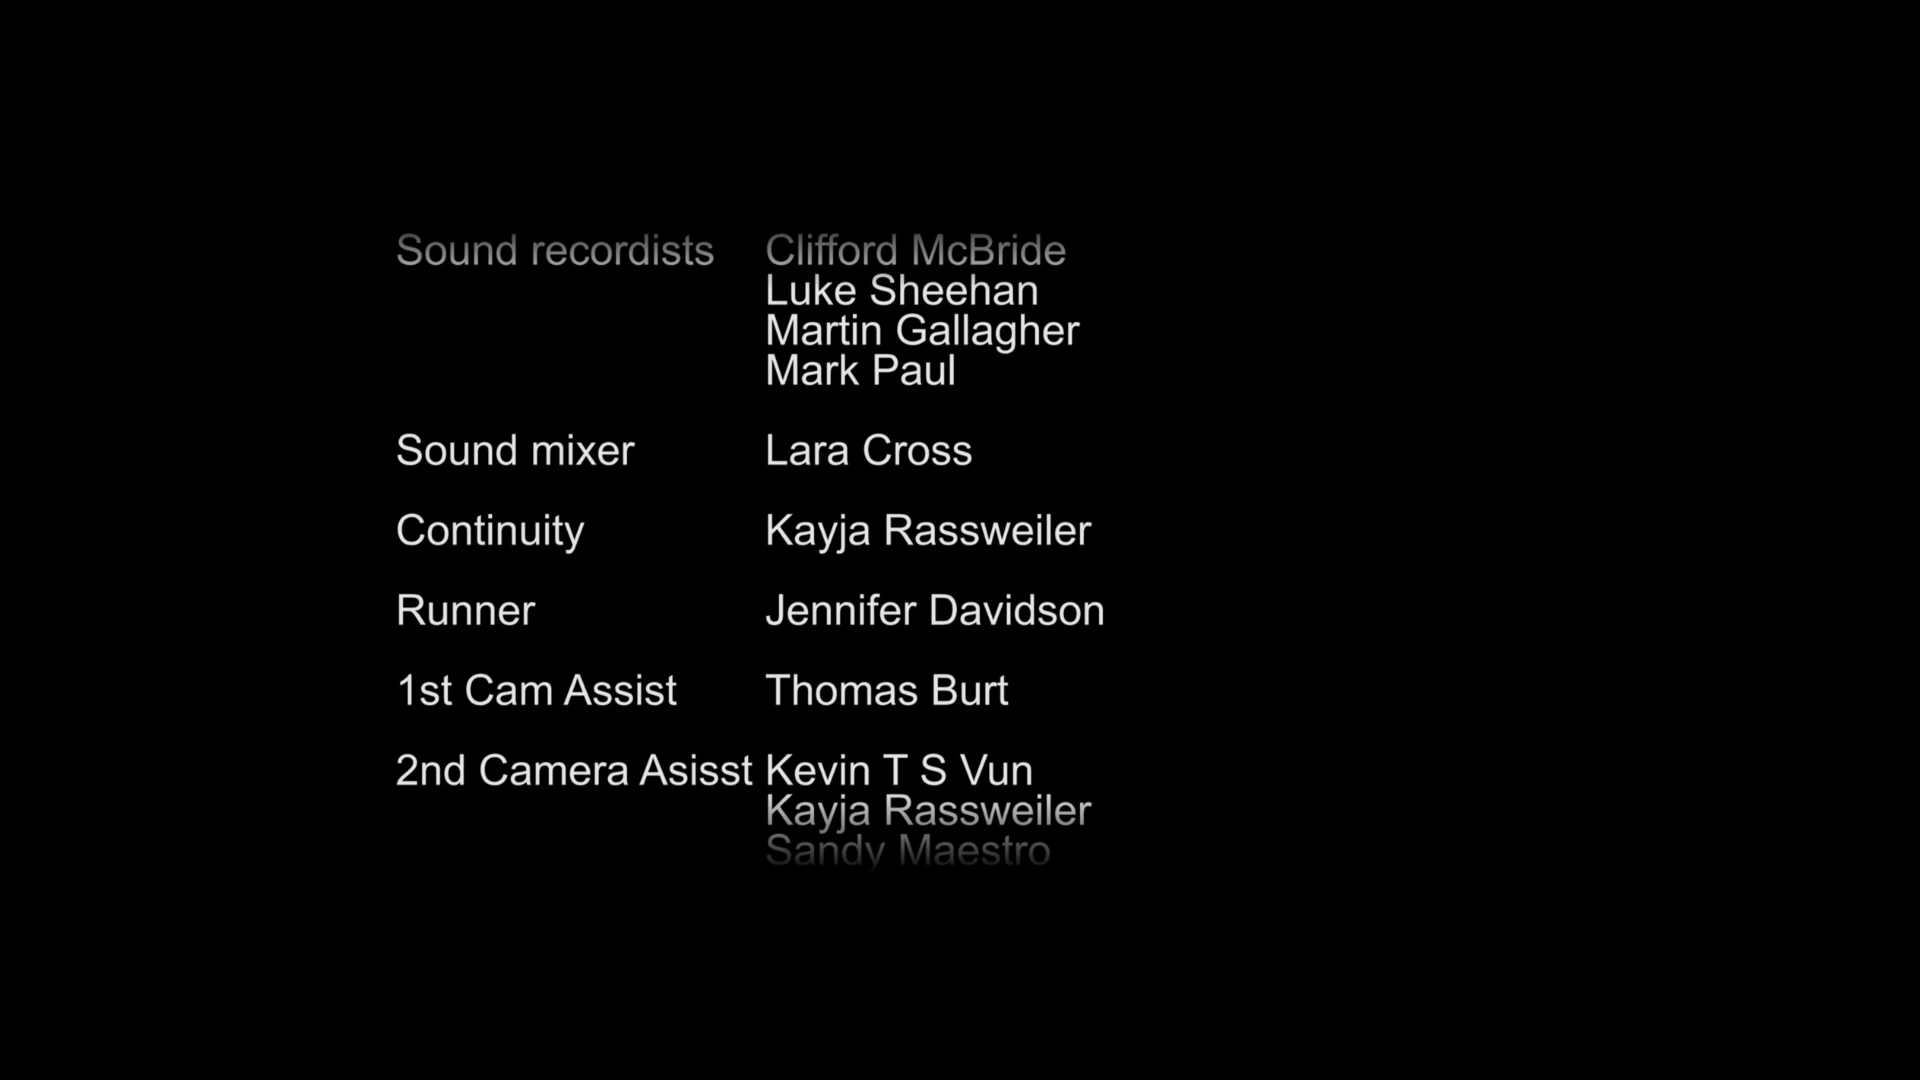 Sound recordists Clifford McBride
Luke Sheehan
Martin Gallagher
Mark Paul
Sound mixer Lara Cross
Continuity Kayja Rassweiler
Runner Jennifer Davidson
1st Cam Assist Thomas Burt
2nd Camera Asisst Kevin T S Vun
Kayja Rassweiler
Sandy Maestro